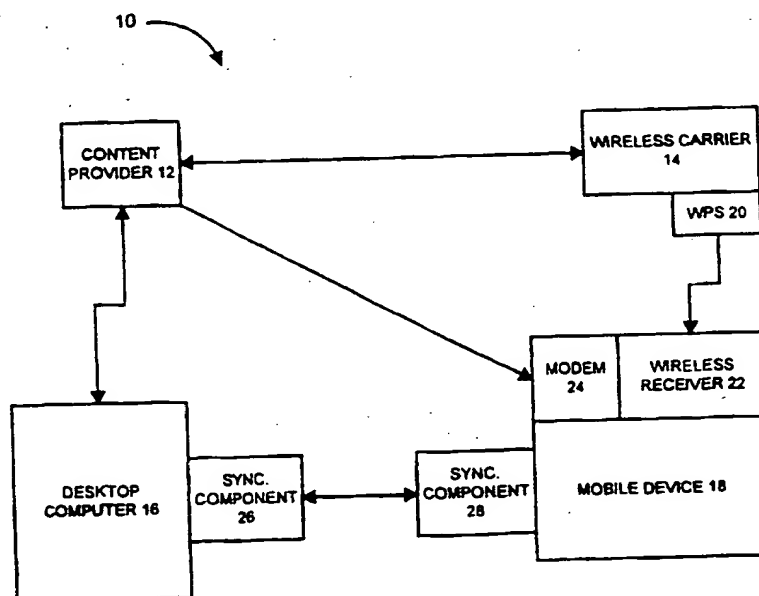 10
CONTENT
PROVIDER 12
WIRELESS CARRIER
14
WPS 20
MODEM
24
WIRELESS
RECEIVER 22
DESKTOP
COMPUTER 16
SYNC.
COMPONENT
26
SYNC.
COMPONENT
28
MOBILE DEVICE 18